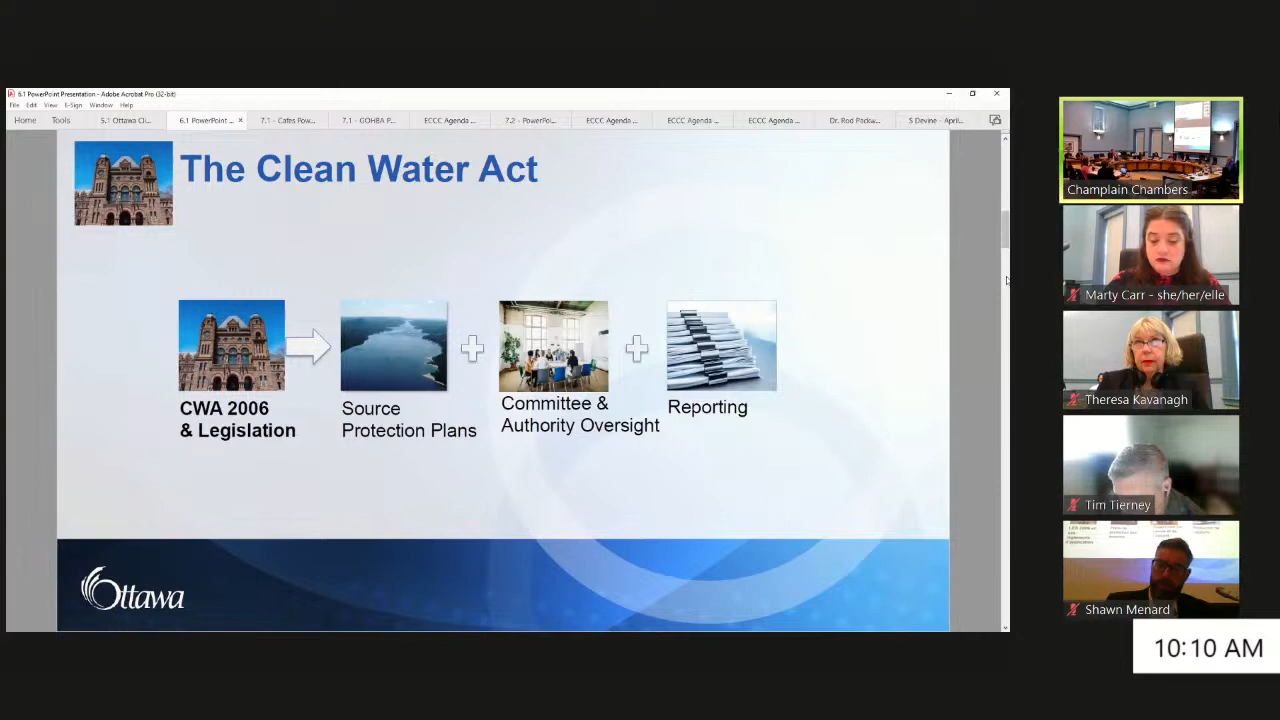 6.1 PowerPoint Presentation - Adobe Acrobat Pro (32-bit)
File Edit View E-Sign Window Help
Home Tools 5.1 Ottawa Cli... 6.1 PowerPoint ... × 7.1 - Cafes Pow... 7.1 - GOHBA P... ECCC Agenda ... 7.2 - PowerPoi... ECCC Agenda ... ECCC Agenda ... ECCC Agenda ... Dr. Rod Packw... S Devine - April...
The Clean Water Act
CWA 2006
& Legislation
Source
Protection Plans
Committee &
Authority Oversight
Reporting
Ottawa
Champlain Chambers
Marty Carr - she/her/elle
Theresa Kavanagh
Tim Tierney
Shawn Menard
10:10 AM